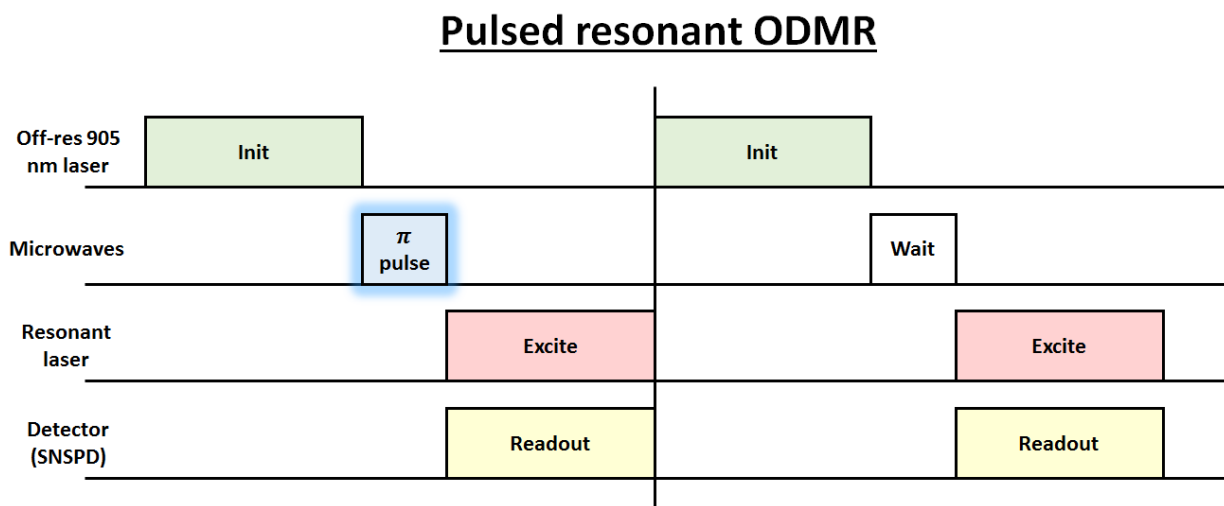 Pulsed resonant ODMR
Off-res 905
nm laser
Init
Init
Microwaves
π
pulse
Wait
Resonant
laser
Excite
Excite
Detector
(SNSPD)
Readout
Readout